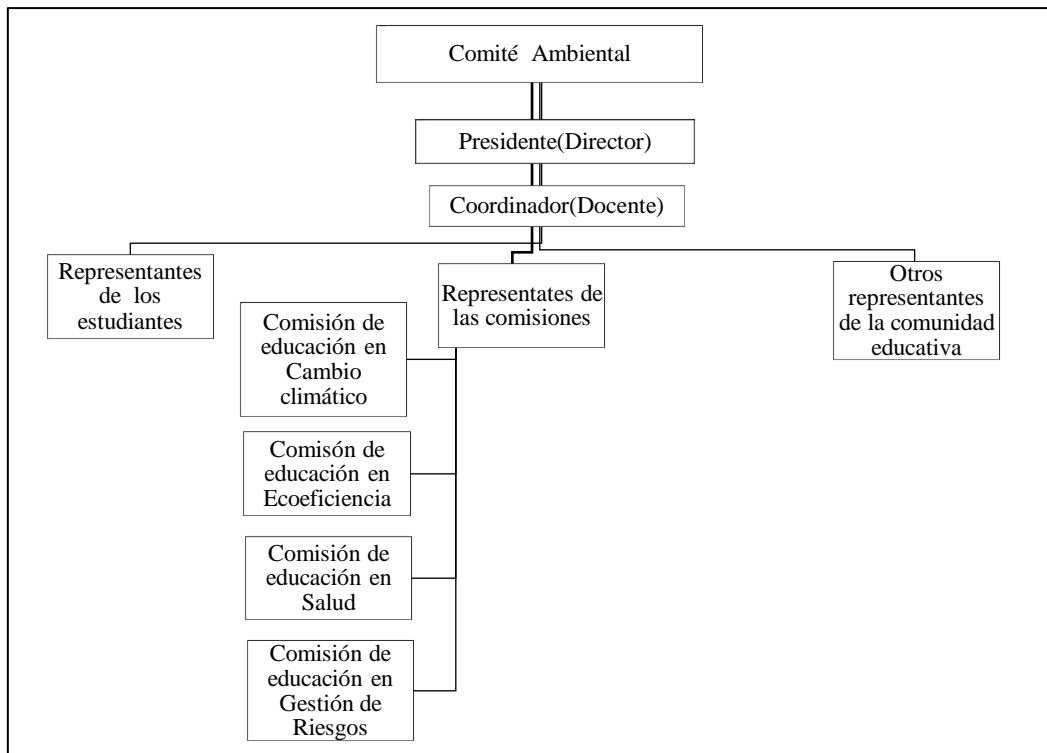 Comité Ambiental
Presidente(Director)
Coordinador(Docente)
Representantes
de los
estudiantes
Representates de
las comisiones
Otros
representantes
de la comunidad
educativa
Comisión de
educación en
Cambio
climático
Comisón de
educación en
Ecoeficiencia
Comisión de
educación en
Salud
Comisión de
educación en
Gestión de
Riesgos